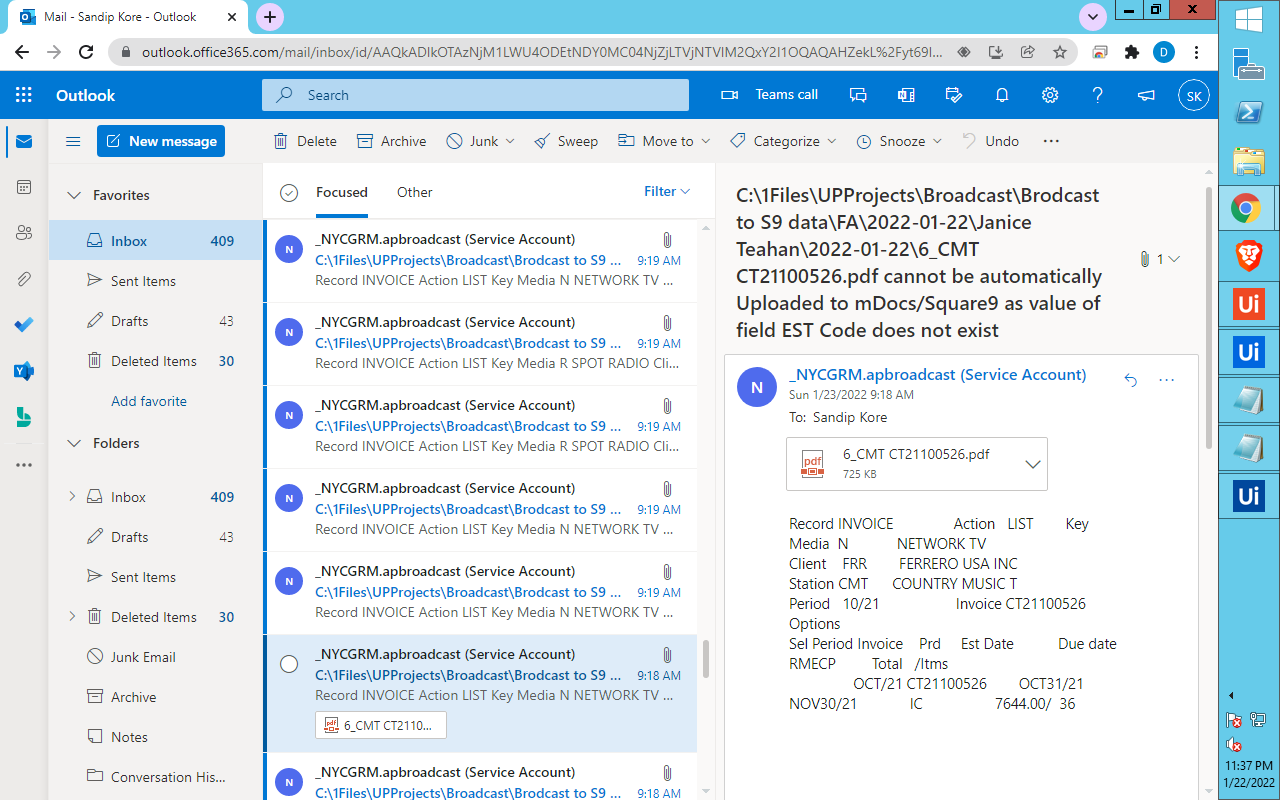 Mail - Sandip Kore - Outlook
outlook.office365.com/mail/inbox/id/AAQkADIkOTAzNjM1LWU4ODEtNDY0MC04NjZjLTVjNTVlM2QxY2I1OQAQAHZekL%2Fyt69I...
D
Outlook
Search
Teams call
SK
New message
Delete
Archive
Junk
Sweep
Move to
Categorize
Snooze
Undo
Favorites
Inbox 409
Sent Items
Drafts 43
Deleted Items 30
Add favorite
Folders
Inbox 409
Drafts 43
Sent Items
Deleted Items 30
Junk Email
Archive
Notes
Conversation His...
Focused
Other
Filter
N
_NYCGRM.apbroadcast (Service Account)
C:\1Files\UPProjects\Broadcast\Brodcast to S9 ... 9:19 AM
Record INVOICE Action LIST Key Media N NETWORK TV ...
N
_NYCGRM.apbroadcast (Service Account)
C:\1Files\UPProjects\Broadcast\Brodcast to S9 ... 9:19 AM
Record INVOICE Action LIST Key Media R SPOT RADIO Cli...
N
_NYCGRM.apbroadcast (Service Account)
C:\1Files\UPProjects\Broadcast\Brodcast to S9 ... 9:19 AM
Record INVOICE Action LIST Key Media R SPOT RADIO Cli...
N
_NYCGRM.apbroadcast (Service Account)
C:\1Files\UPProjects\Broadcast\Brodcast to S9 ... 9:19 AM
Record INVOICE Action LIST Key Media N NETWORK TV ...
N
_NYCGRM.apbroadcast (Service Account)
C:\1Files\UPProjects\Broadcast\Brodcast to S9 ... 9:19 AM
Record INVOICE Action LIST Key Media N NETWORK TV ...
_NYCGRM.apbroadcast (Service Account)
C:\1Files\UPProjects\Broadcast\Brodcast to S9 ... 9:18 AM
Record INVOICE Action LIST Key Media N NETWORK TV ...
pdf 6_CMT CT2110...
N
_NYCGRM.apbroadcast (Service Account)
C:\1Files\UPProjects\Broadcast\Brodcast to S9 ... 9:18 AM
C:\1Files\UPProjects\Broadcast\Brodcast
to S9 data\FA\2022-01-22\Janice
Teahan\2022-01-22\6_CMT
CT21100526.pdf cannot be automatically
Uploaded to mDocs/Square9 as value of
field EST Code does not exist
1
N
_NYCGRM.apbroadcast (Service Account)
Sun 1/23/2022 9:18 AM
To: Sandip Kore
pdf
6_CMT CT21100526.pdf
725 KB
Record INVOICE Action LIST Key
Media N NETWORK TV
Client FRR FERRERO USA INC
Station CMT COUNTRY MUSIC T
Period 10/21 Invoice CT21100526
Options
Sel Period Invoice Prd Est Date Due date
RMECP Total /Itms
OCT/21 CT21100526 OCT31/21
NOV30/21 IC 7644.00/ 36
Ui
Ui
Ui
11:37 PM
1/22/2022